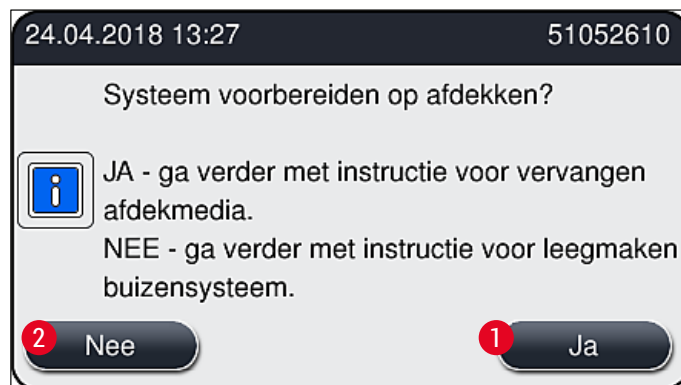 24.04.2018 13:27 51052610
Systeem voorbereiden op afdekken?
JA - ga verder met instructie voor vervangen
afdekmedia.
NEE - ga verder met instructie voor leegmaken
buizensysteem.
2 Nee 1 Ja